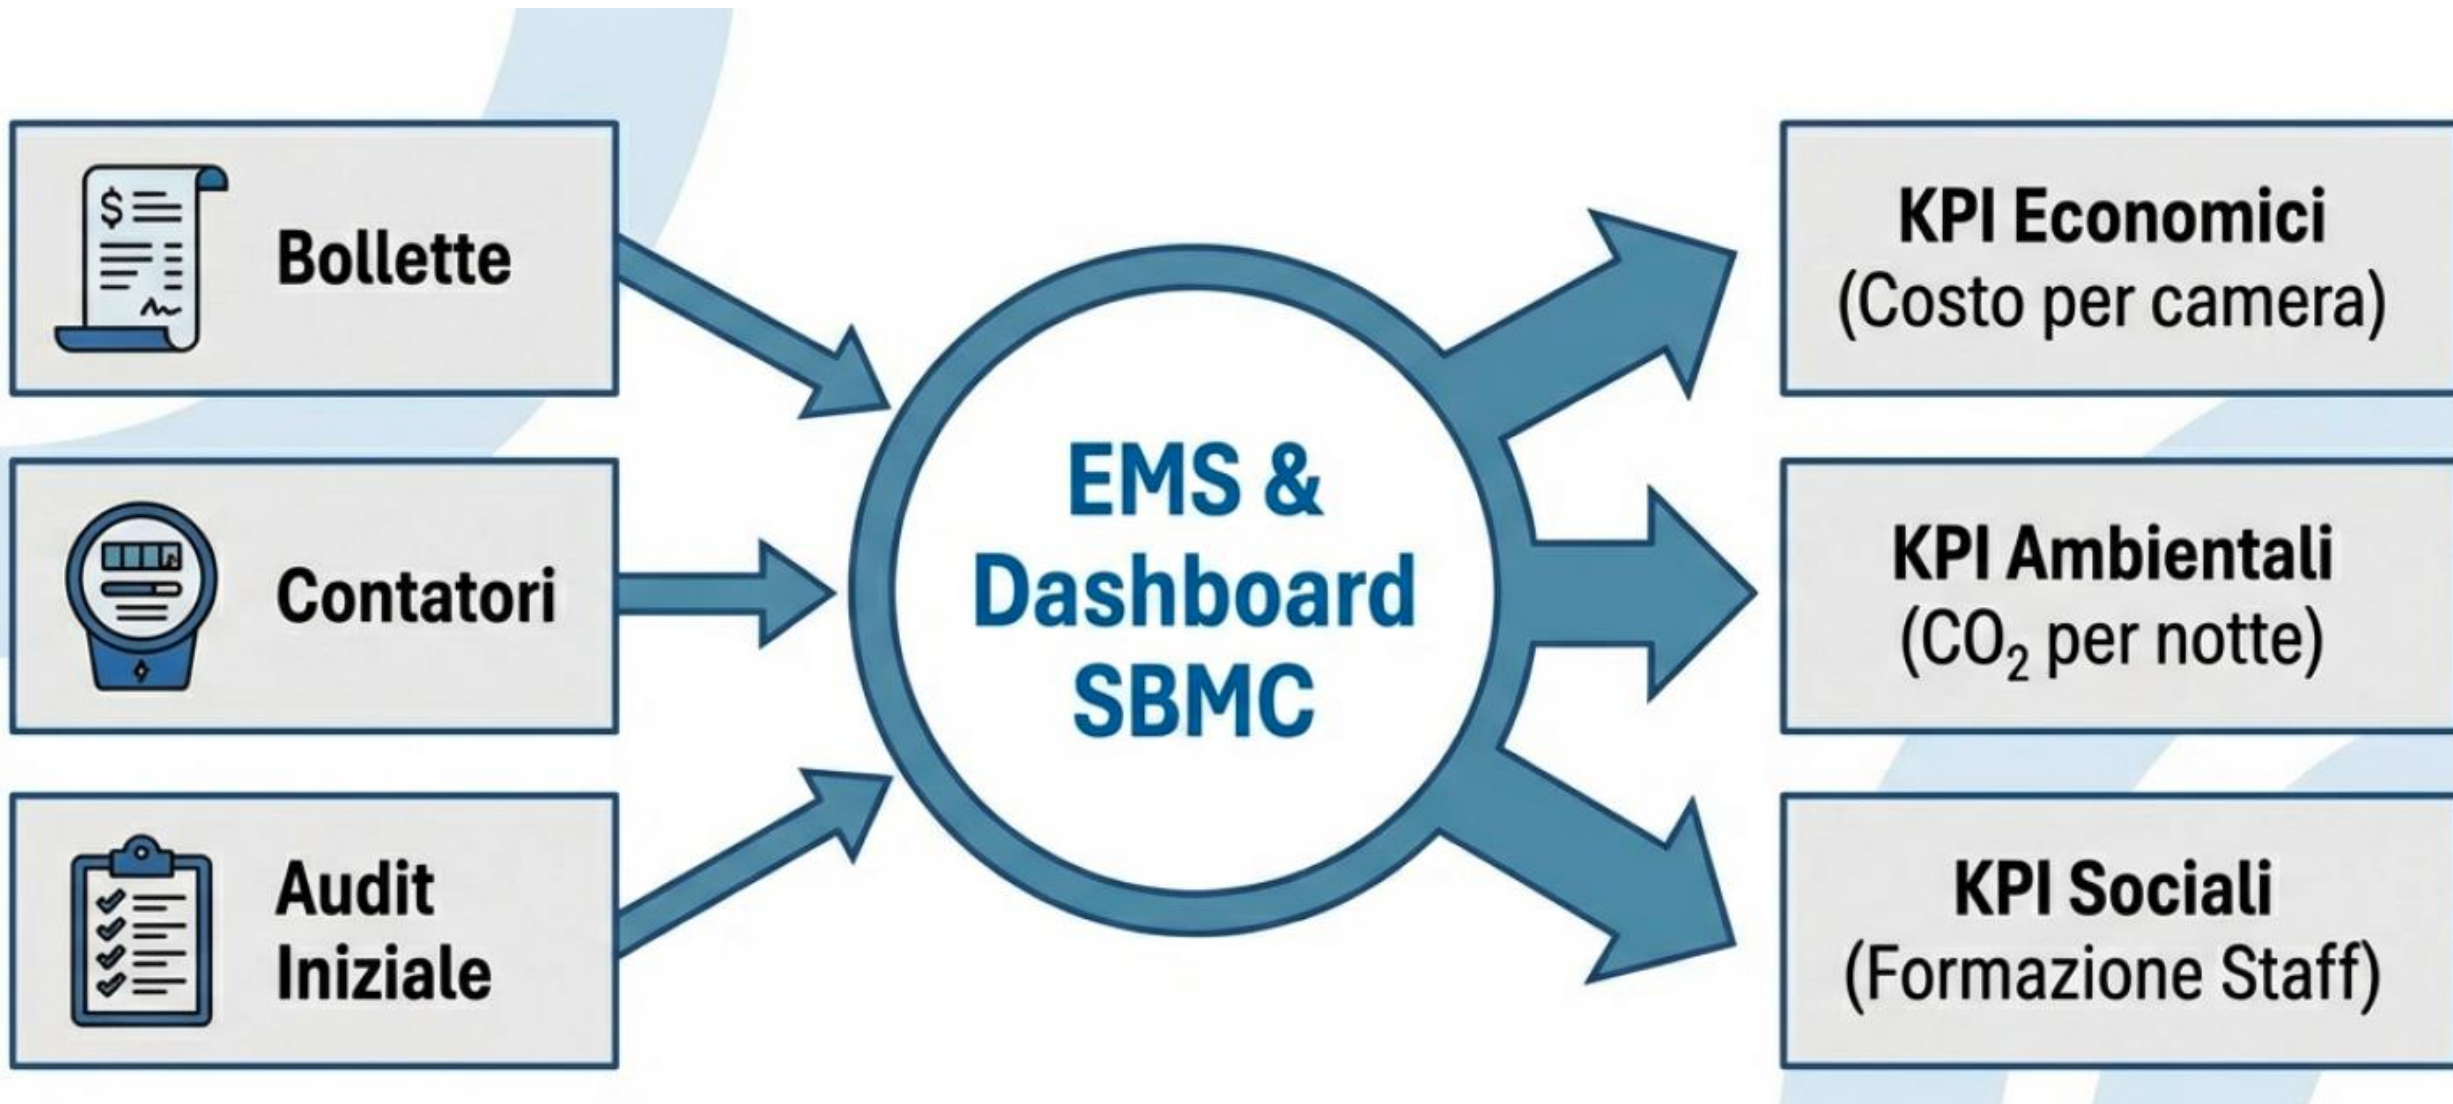 $
Bollette
Contatori
Audit
Iniziale
EMS &
Dashboard
SBMC
KPI Economici
(Costo per camera)
KPI Ambientali
(CO₂ per notte)
KPI Sociali
(Formazione Staff)